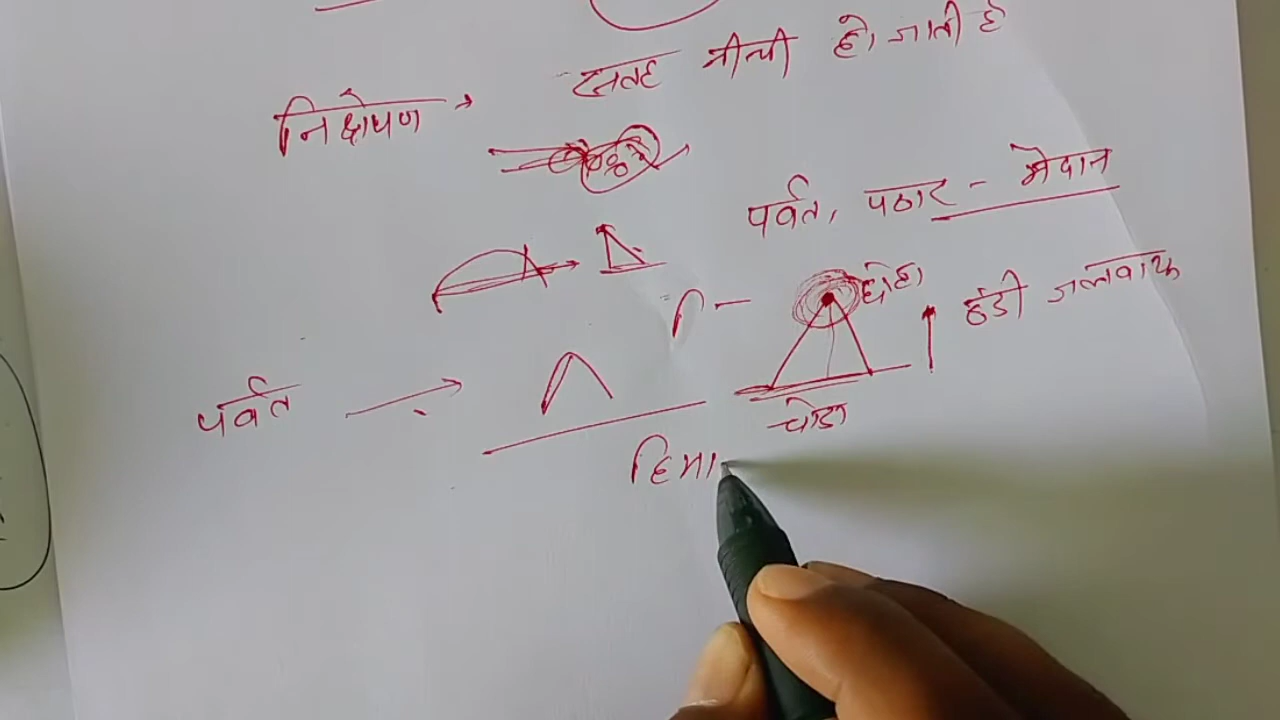 सतह नीची हो जाती है
निक्षेपण →
पर्वत, पठार - मैदान
छोटा
ठंडी जलवायु
पर्वत →
चौडा
हिमा